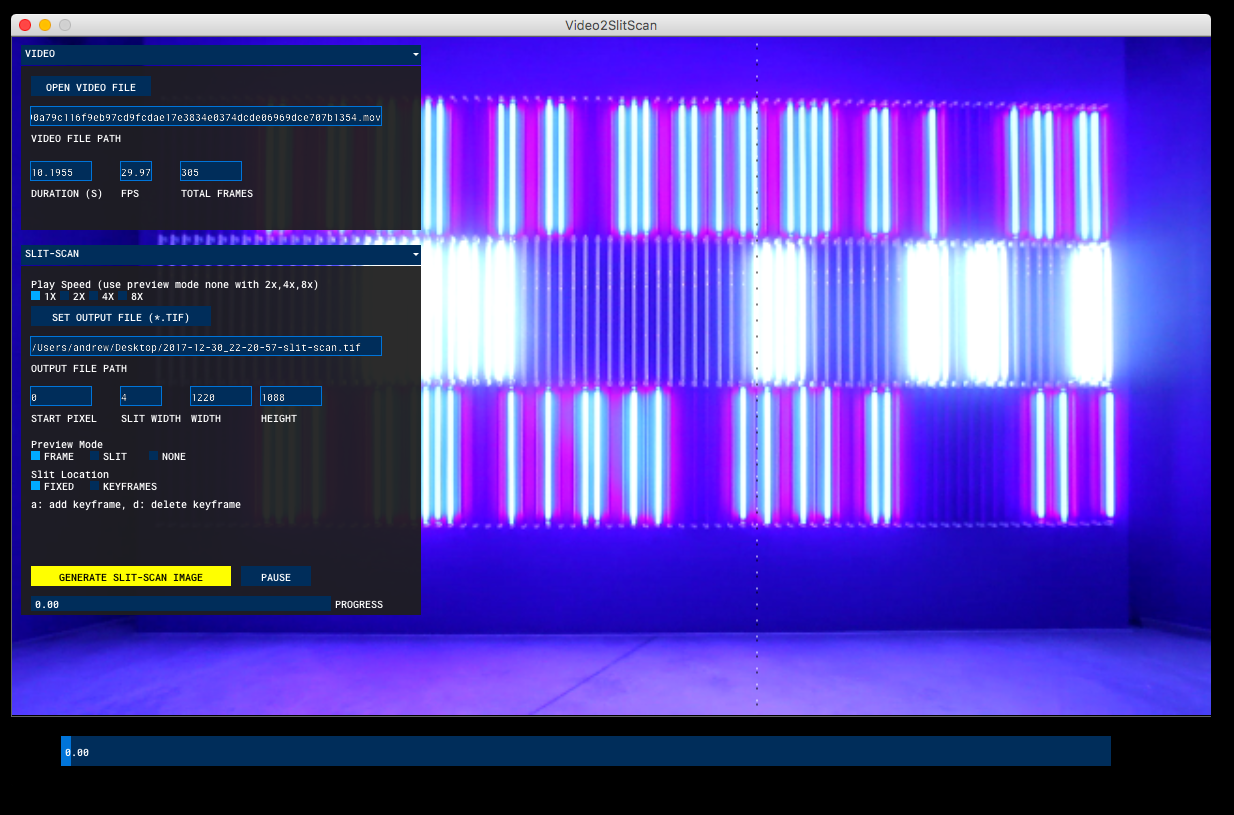 Video2SlitScan
VIDEO
OPEN VIDEO FILE
0a79c116f9eb97cd9fcdae17e3834e0374dcde06969dce707b1354.mov
VIDEO FILE PATH
10.1955 29.97 305
DURATION (S) FPS TOTAL FRAMES
SLIT-SCAN
Play Speed (use preview mode none with 2x,4x,8x)
1X 2X 4X 8X
SET OUTPUT FILE (*.TIF)
/Users/andrew/Desktop/2017-12-30_22-20-57-slit-scan.tif
OUTPUT FILE PATH
0 4 1220 1088
START PIXEL SLIT WIDTH WIDTH HEIGHT
Preview Mode
FRAME SLIT NONE
Slit Location
FIXED KEYFRAMES
a: add keyframe, d: delete keyframe
GENERATE SLIT-SCAN IMAGE PAUSE
0.00 PROGRESS
0.00